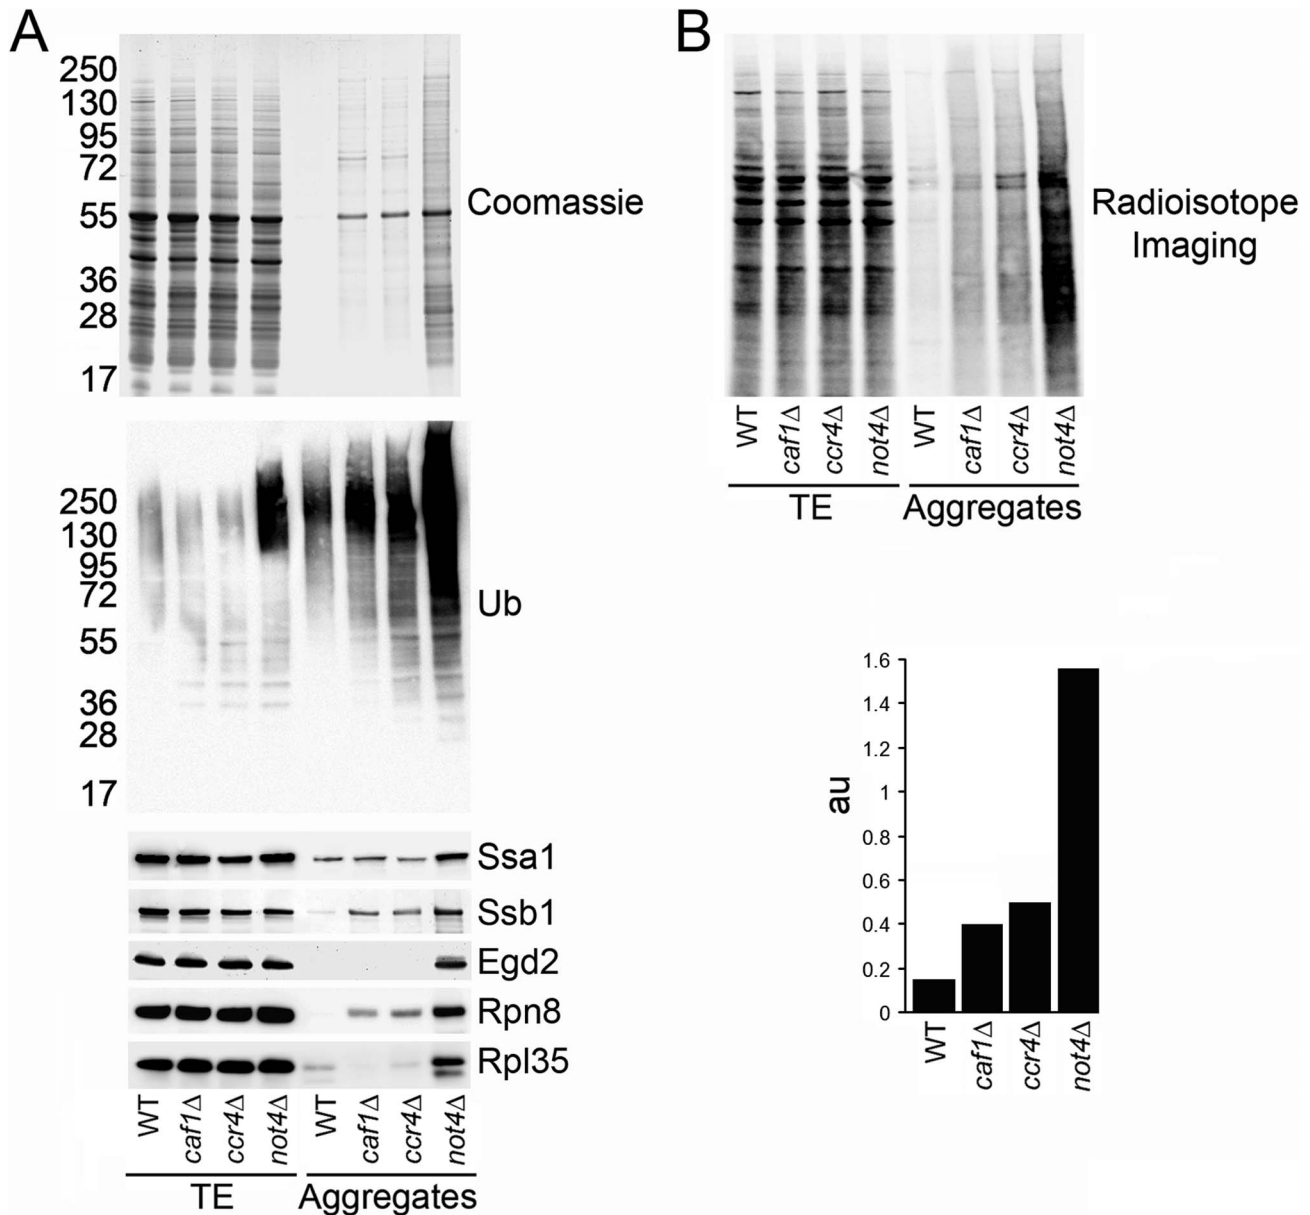 A
250
130
95
72
55
36
28
17
Coomassie
250
130
95
72
55
36
28
17
Ub
Ssa1
Ssb1
Egd2
Rpn8
Rpl35
WT caf1Δ ccr4Δ not4Δ WT caf1Δ ccr4Δ not4Δ
TE Aggregates
B
Radioisotope
Imaging
WT caf1Δ ccr4Δ not4Δ WT caf1Δ ccr4Δ not4Δ
TE Aggregates
au
1.6
1.4
1.2
1
0.8
0.6
0.4
0.2
0
WT caf1Δ ccr4Δ not4Δ